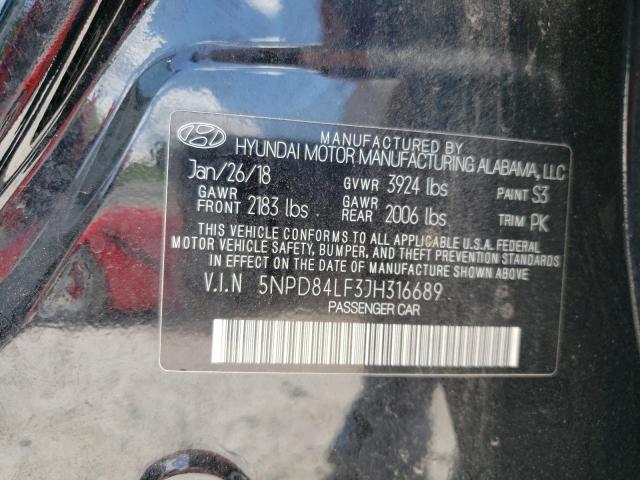 MANUFACTURED BY
HYUNDAI MOTOR MANUFACTURING ALABAMA, LLC
Jan/26/18 GVWR 3924 lbs PAINT S3
GAWR FRONT 2183 lbs GAWR REAR 2006 lbs TRIM PK
THIS VEHICLE CONFORMS TO ALL APPLICABLE U.S.A. FEDERAL
MOTOR VEHICLE SAFETY, BUMPER, AND THEFT PREVENTION STANDARDS
IN EFFECT ON THE DATE OF MANUFACTURE SHOWN ABOVE.
V.I.N 5NPD84LF3JH316689
PASSENGER CAR